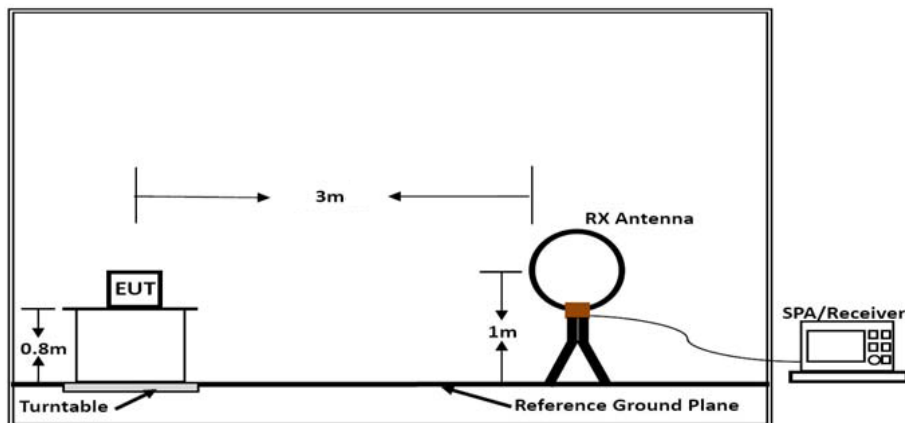 3m
RX Antenna
EUT
SPA/Receiver
0.8m
1m
Turntable
Reference Ground Plane